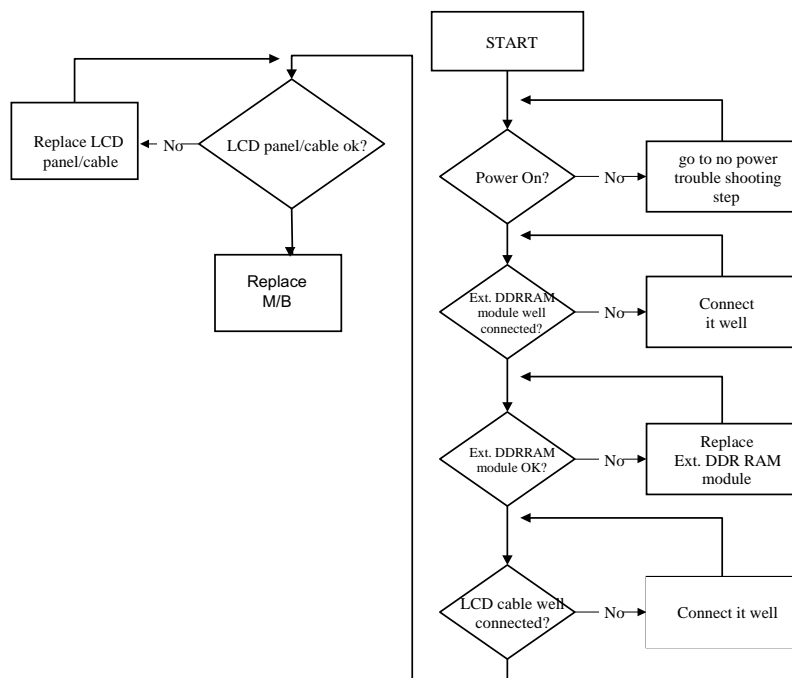 START
Power On?
No
go to no power
trouble shooting
step
Ext. DDRRAM
module well
connected?
No
Connect
it well
Ext. DDRRAM
module OK?
No
Replace
Ext. DDR RAM
module
LCD cable well
connected?
No
Connect it well
LCD panel/cable ok?
No
Replace LCD
panel/cable
Replace
M/B